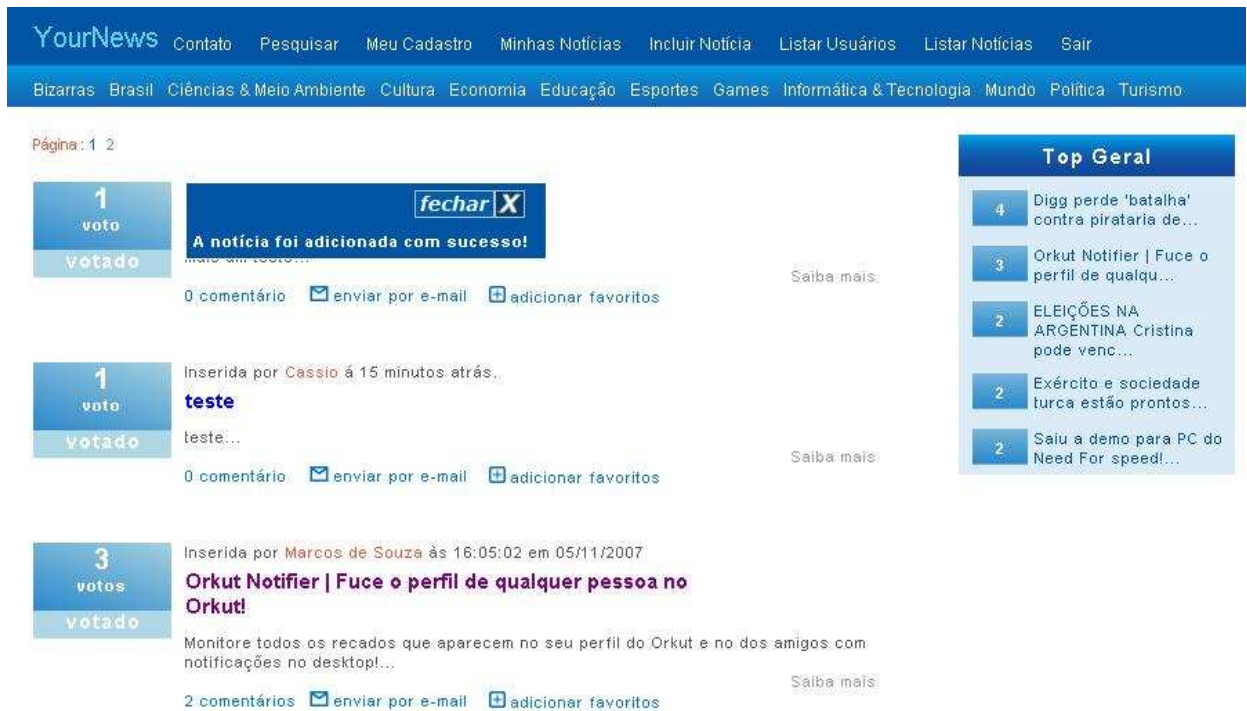 YourNews Contato Pesquisar Meu Cadastro Minhas Notícias Incluir Notícia Listar Usuários Listar Notícias Sair
Bizarras Brasil Ciências & Meio Ambiente Cultura Economia Educação Esportes Games Informática & Tecnologia Mundo Política Turismo
Página : 1 2
1
voto
votado
fechar X
A notícia foi adicionada com sucesso!
Saiba mais
0 comentário enviar por e-mail adicionar favoritos
1
voto
votado
Inserida por Cassio á 15 minutos atrás.
teste
teste...
Saiba mais
0 comentário enviar por e-mail adicionar favoritos
3
votos
votado
Inserida por Marcos de Souza às 16:05:02 em 05/11/2007
Orkut Notifier | Fuce o perfil de qualquer pessoa no
Orkut!
Monitore todos os recados que aparecem no seu perfil do Orkut e no dos amigos com
notificações no desktop!...
Saiba mais
2 comentários enviar por e-mail adicionar favoritos
Top Geral
4 Digg perde 'batalha'
contra pirataria de...
3 Orkut Notifier | Fuce o
perfil de qualqu...
2 ELEIÇÕES NA
ARGENTINA Cristina
pode venc...
2 Exército e sociedade
turca estão prontos...
2 Saiu a demo para PC do
Need For speed!...